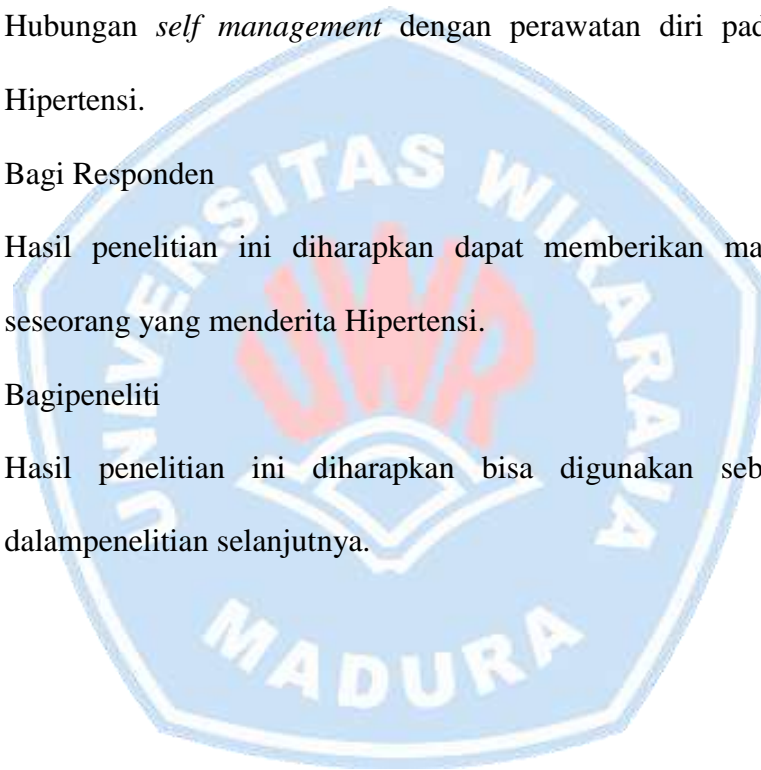 Hubungan self management dengan perawatan diri pad
Hipertensi.
Bagi Responden
Hasil penelitian ini diharapkan dapat memberikan ma
seseorang yang menderita Hipertensi.
Bagipeneliti
Hasil penelitian ini diharapkan bisa digunakan seb
dalampenelitian selanjutnya.
UNIVERSITAS WIRARAJA
UWR
MADURA